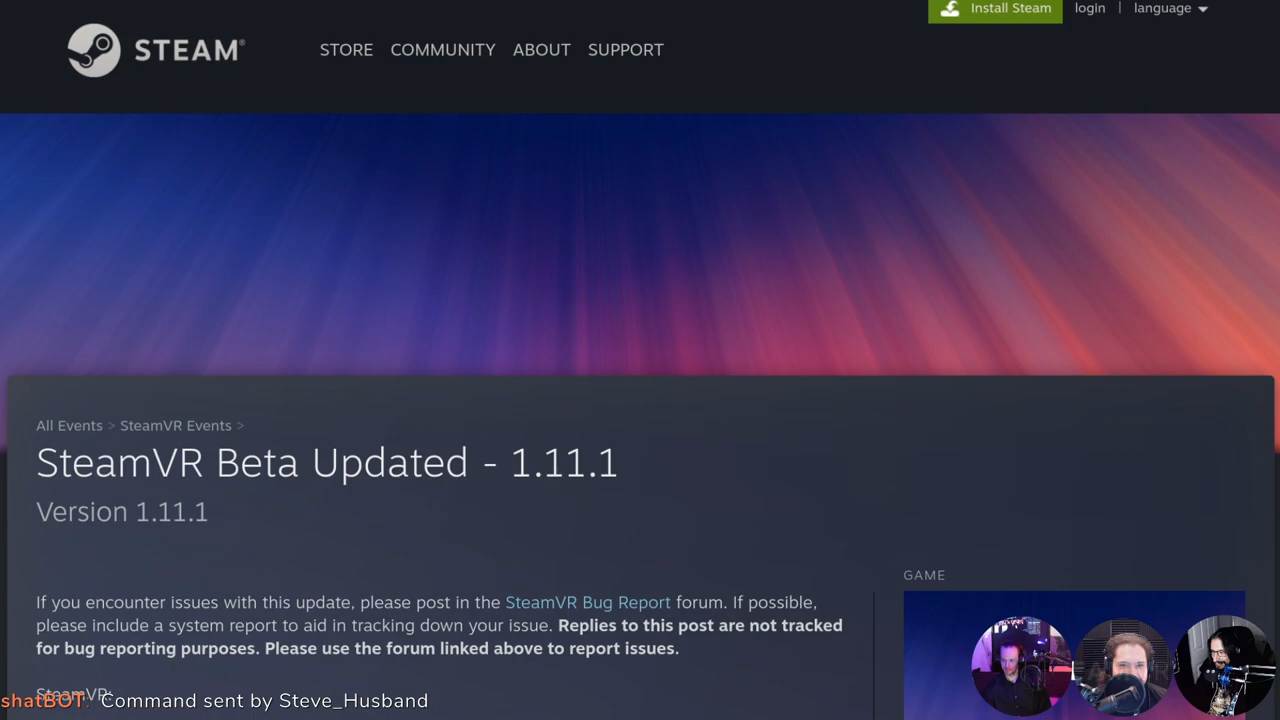 Install Steam
login | language
STEAM®
STORE COMMUNITY ABOUT SUPPORT
All Events > SteamVR Events >
SteamVR Beta Updated - 1.11.1
Version 1.11.1
GAME
If you encounter issues with this update, please post in the SteamVR Bug Report forum. If possible,
please include a system report to aid in tracking down your issue. Replies to this post are not tracked
for bug reporting purposes. Please use the forum linked above to report issues.
SteamVR:
shatBOT: Command sent by Steve_Husband